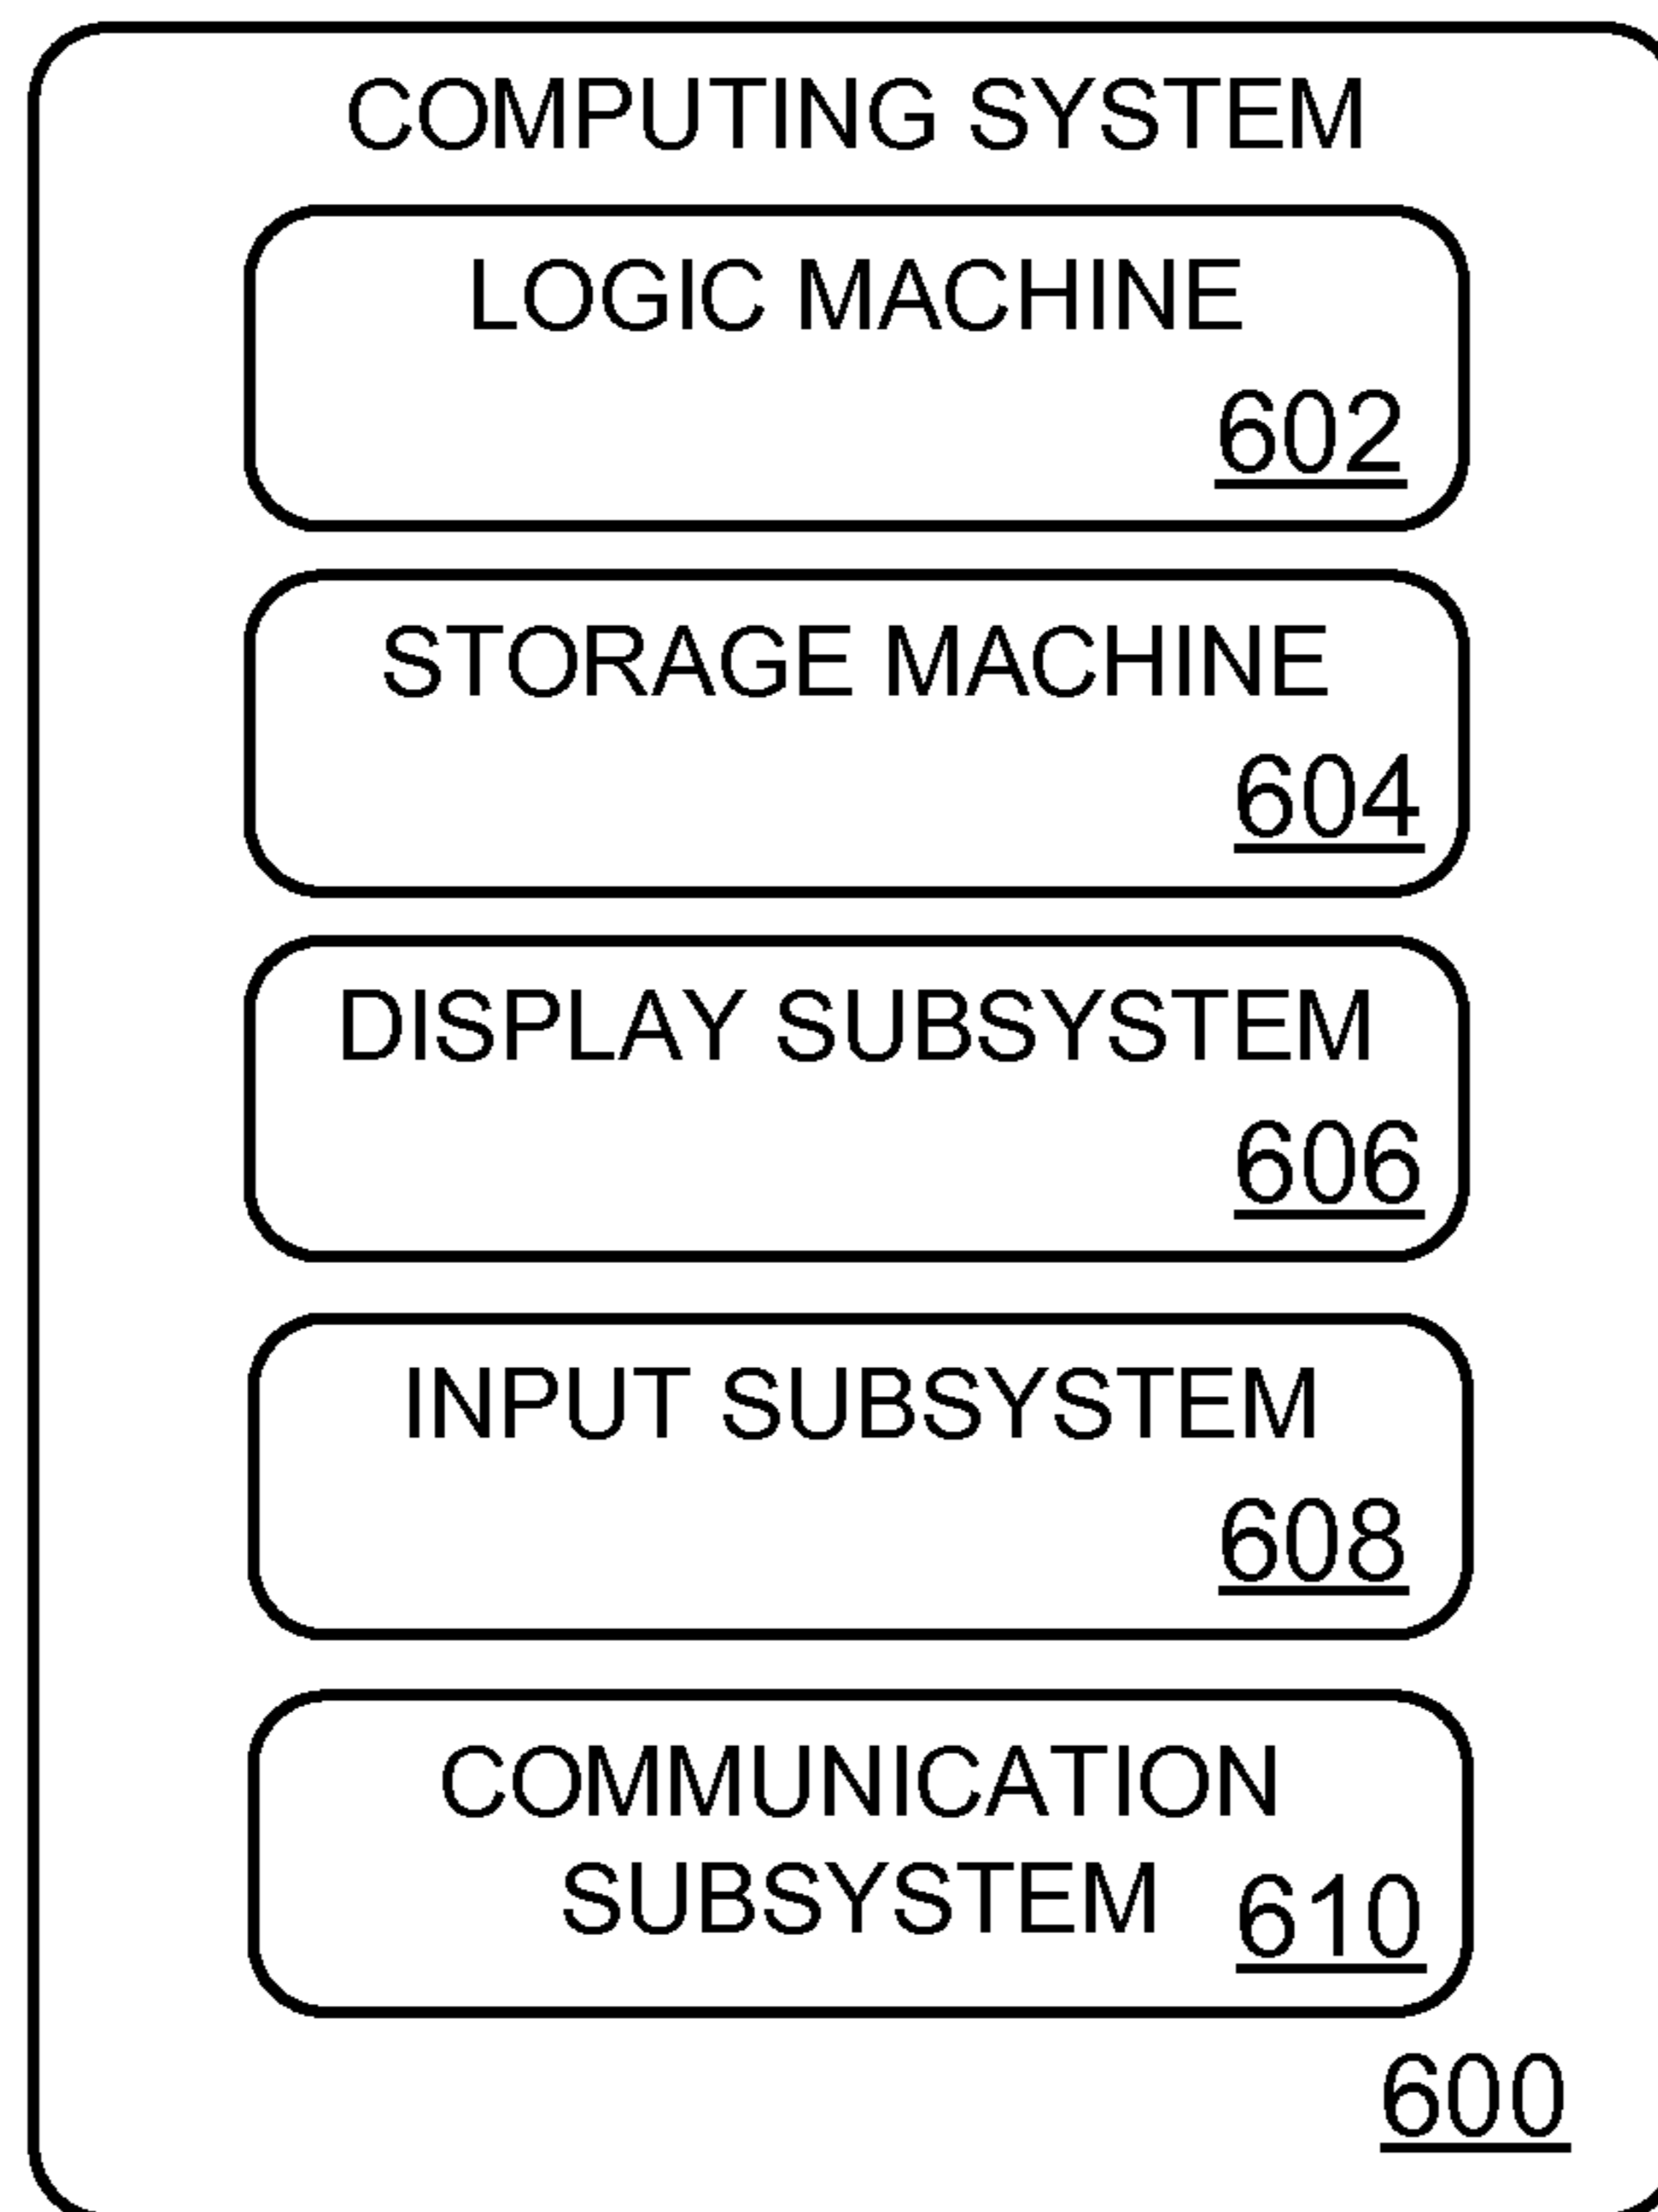 COMPUTING SYSTEM
LOGIC MACHINE
602
STORAGE MACHINE
604
DISPLAY SUBSYSTEM
606
INPUT SUBSYSTEM
608
COMMUNICATION
SUBSYSTEM 610
600